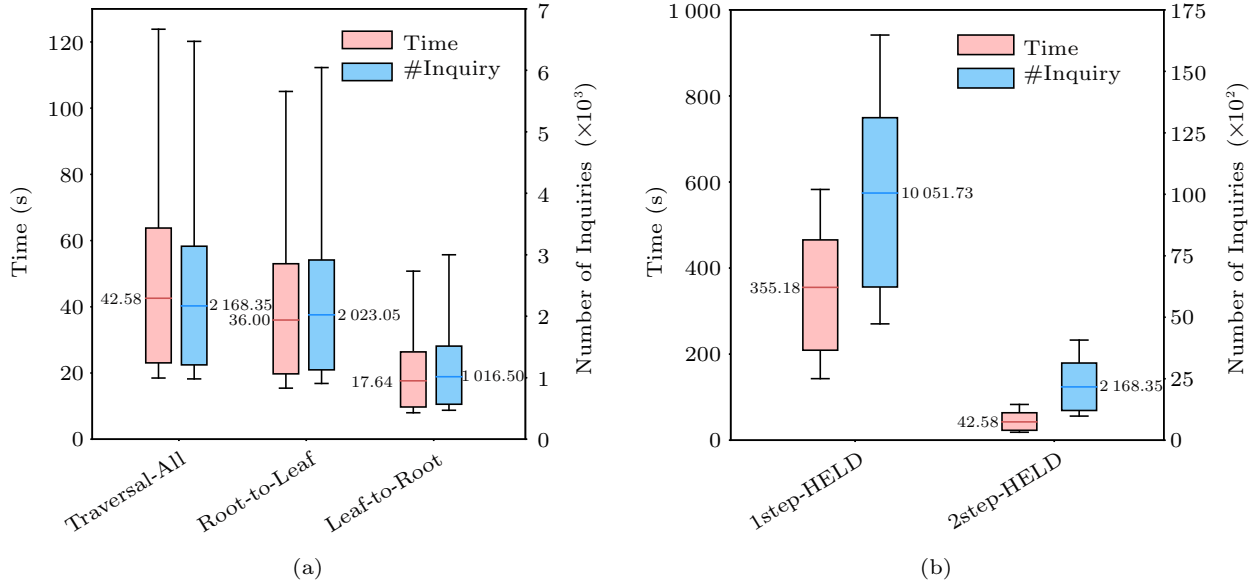 Time (s)
120
100
80
60
40
20
0
7
6
5
4
3
2
1
0
Number of Inquiries (×10³)
Time
#Inquiry
42.58
2 168.35
36.00
2 023.05
17.64
1 016.50
Traversal-All
Root-to-Leaf
Leaf-to-Root
(a)
Time (s)
1 000
800
600
400
200
0
175
150
125
100
75
50
25
0
Number of Inquiries (×10²)
Time
#Inquiry
355.18
10 051.73
42.58
2 168.35
1step-HELD
2step-HELD
(b)